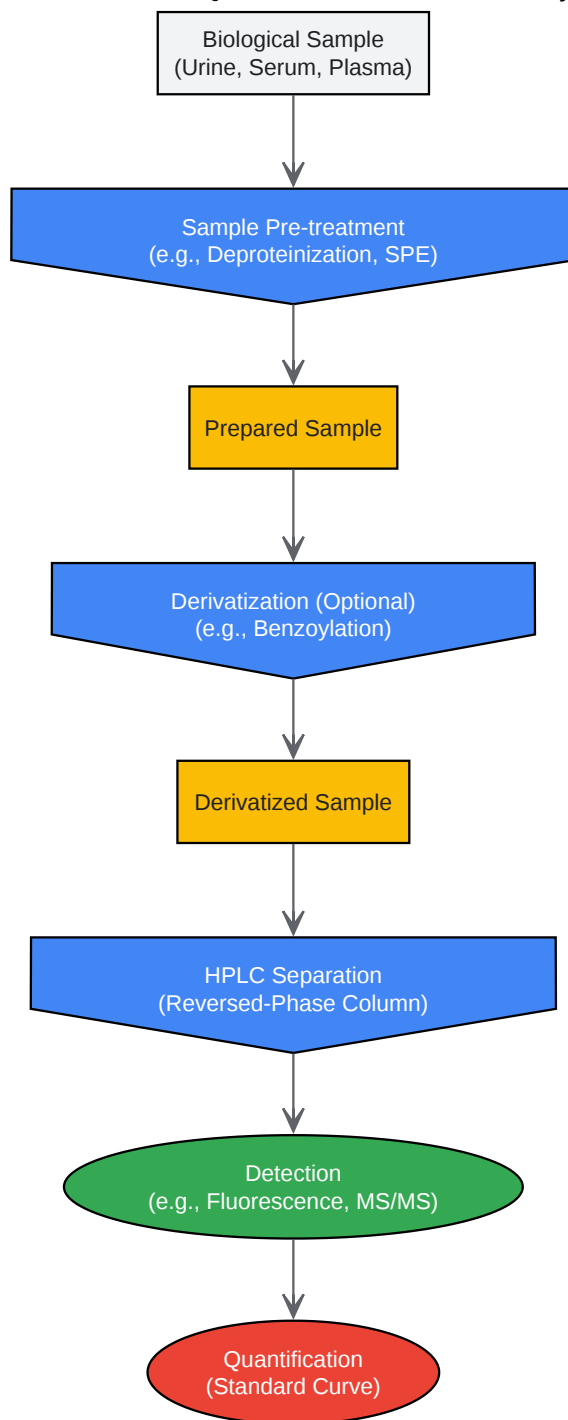 Biological Sample
(Urine, Serum, Plasma)
Sample Pre-treatment
(e.g., Deproteinization, SPE)
Prepared Sample
Derivatization (Optional)
(e.g., Benzoylation)
Derivatized Sample
HPLC Separation
(Reversed-Phase Column)
Detection
(e.g., Fluorescence, MS/MS)
Quantification
(Standard Curve)